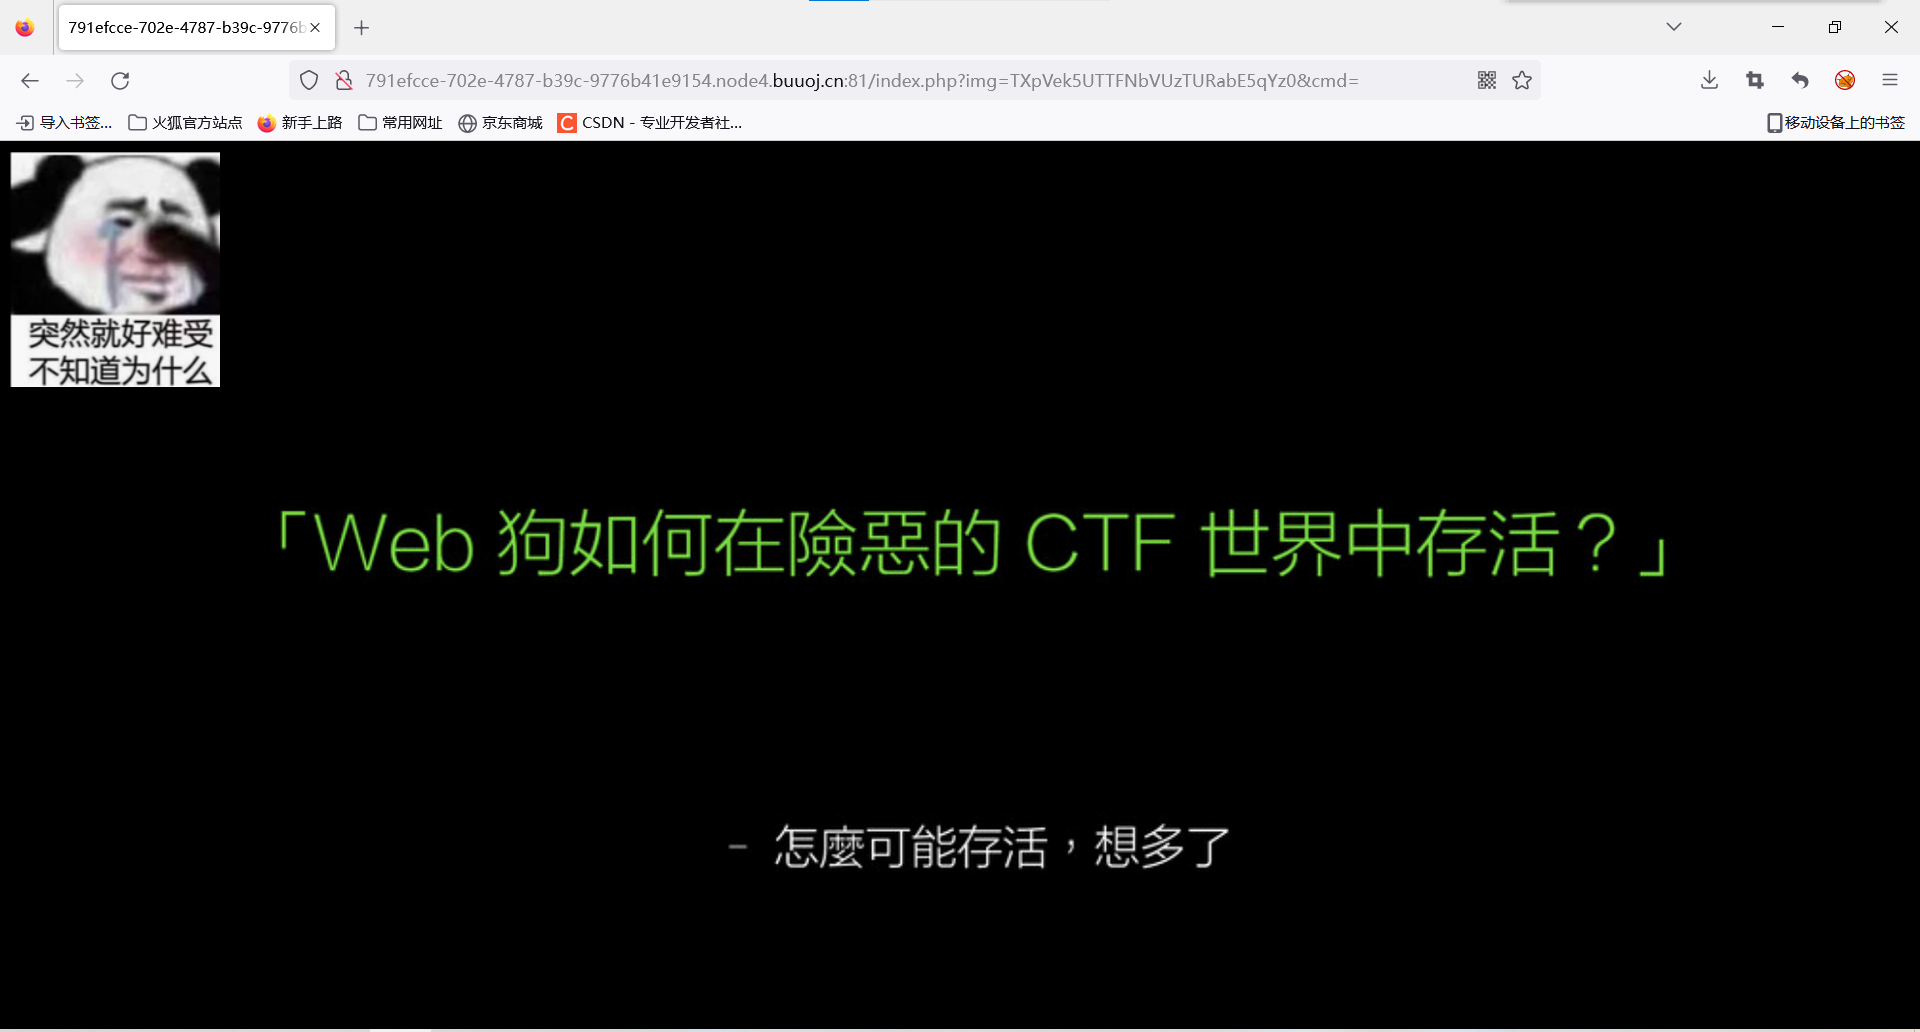 791efcce-702e-4787-b39c-9776b
791efcce-702e-4787-b39c-9776b41e9154.node4.buuoj.cn:81/index.php?img=TXpVek5UTTFNbVUzTURabE5qYz0&cmd=
导入书签... 火狐官方站点 新手上路 常用网址 京东商城 C CSDN - 专业开发者社... 移动设备上的书签
突然就好难受
不知道为什么
「Web 狗如何在險惡的 CTF 世界中存活？」
- 怎麼可能存活，想多了